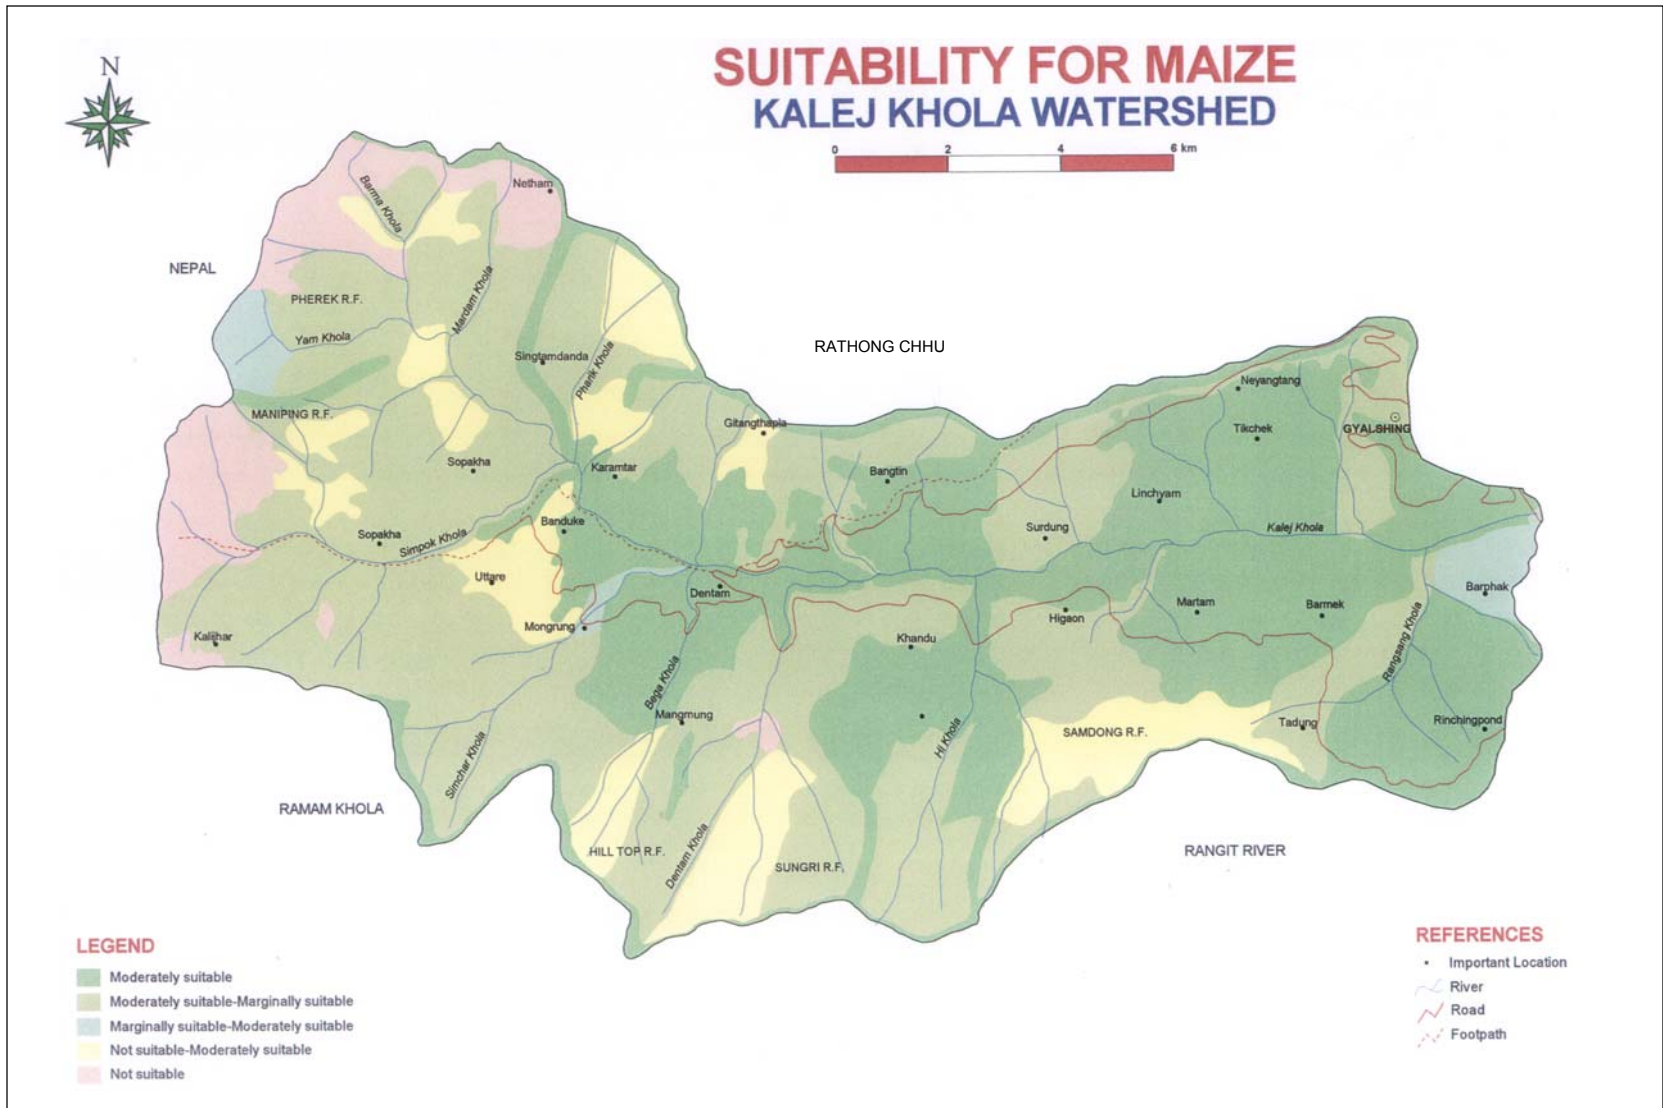 SUITABILITY FOR MAIZE
KALEJ KHOLA WATERSHED
0 2 4 6 km
N
Netham
Barma Khola
NEPAL
Mardam Khola
PHEREK R.F.
Yam Khola
Singtamdanda
Pharik Khola
RATHONG CHHU
Neyangtang
MANIPING R.F.
Gitangthapla
Tikchek
GYALSHING
Sopakha
Karamtar
Bangtin
Linchyam
Banduke
Surdung
Kalej Khola
Sopakha
Simpok Khola
Uttare
Dentam
Barphak
Martam
Barmek
Higaon
Mongrung
Kalijhar
Khandu
Rangsang Khola
Bega Khola
Mangmung
Hi Khola
SAMDONG R.F.
Tadung
Rinchingpond
Simchar Khola
RAMAM KHOLA
HILL TOP R.F.
Dentam Khola
SUNGRI R.F.
RANGIT RIVER
LEGEND
Moderately suitable
Moderately suitable-Marginally suitable
Marginally suitable-Moderately suitable
Not suitable-Moderately suitable
Not suitable
REFERENCES
Important Location
River
Road
Footpath